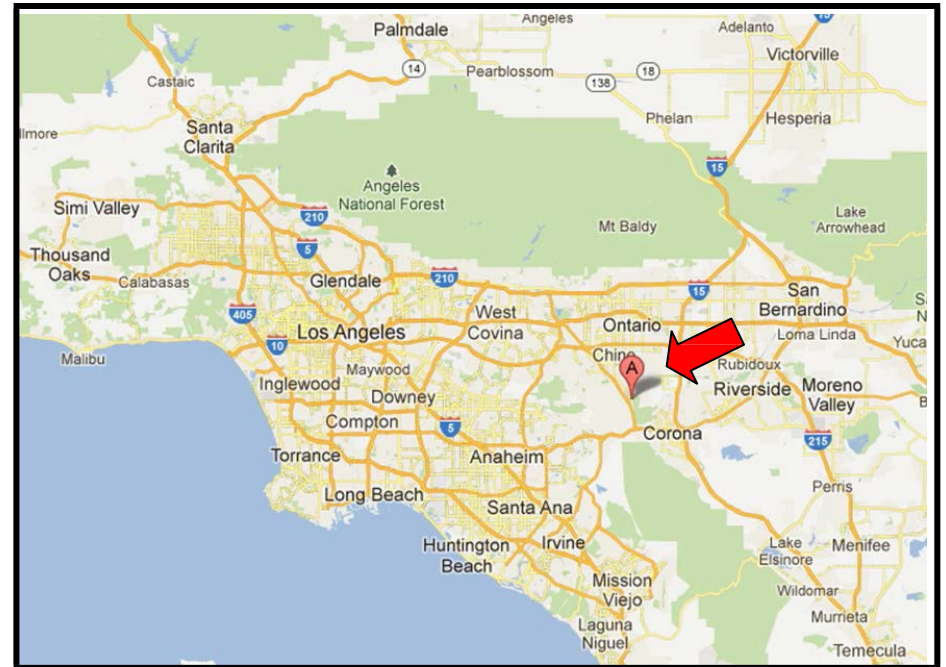 Angeles
Palmdale
Adelanto
15
Victorville
14
Pearblossom
138
18
Castaic
Phelan
Hesperia
Santa
Clarita
15
Angeles
National Forest
Simi Valley
210
Mt Baldy
Lake
Arrowhead
5
Thousand
Oaks
Calabasas
Glendale
210
15
San
Bernardino
405
West
Covina
Ontario
Los Angeles
Loma Linda
10
Malibu
Maywood
Chino
A
Rubidoux
Inglewood
Downey
Riverside
Moreno
Valley
Compton
5
Corona
215
Torrance
Anaheim
Perris
Long Beach
Santa Ana
Huntington
Beach
Irvine
Lake
Elsinore
Menifee
Mission
Viejo
Wildomar
Laguna
Niguel
Murrieta
Temecula